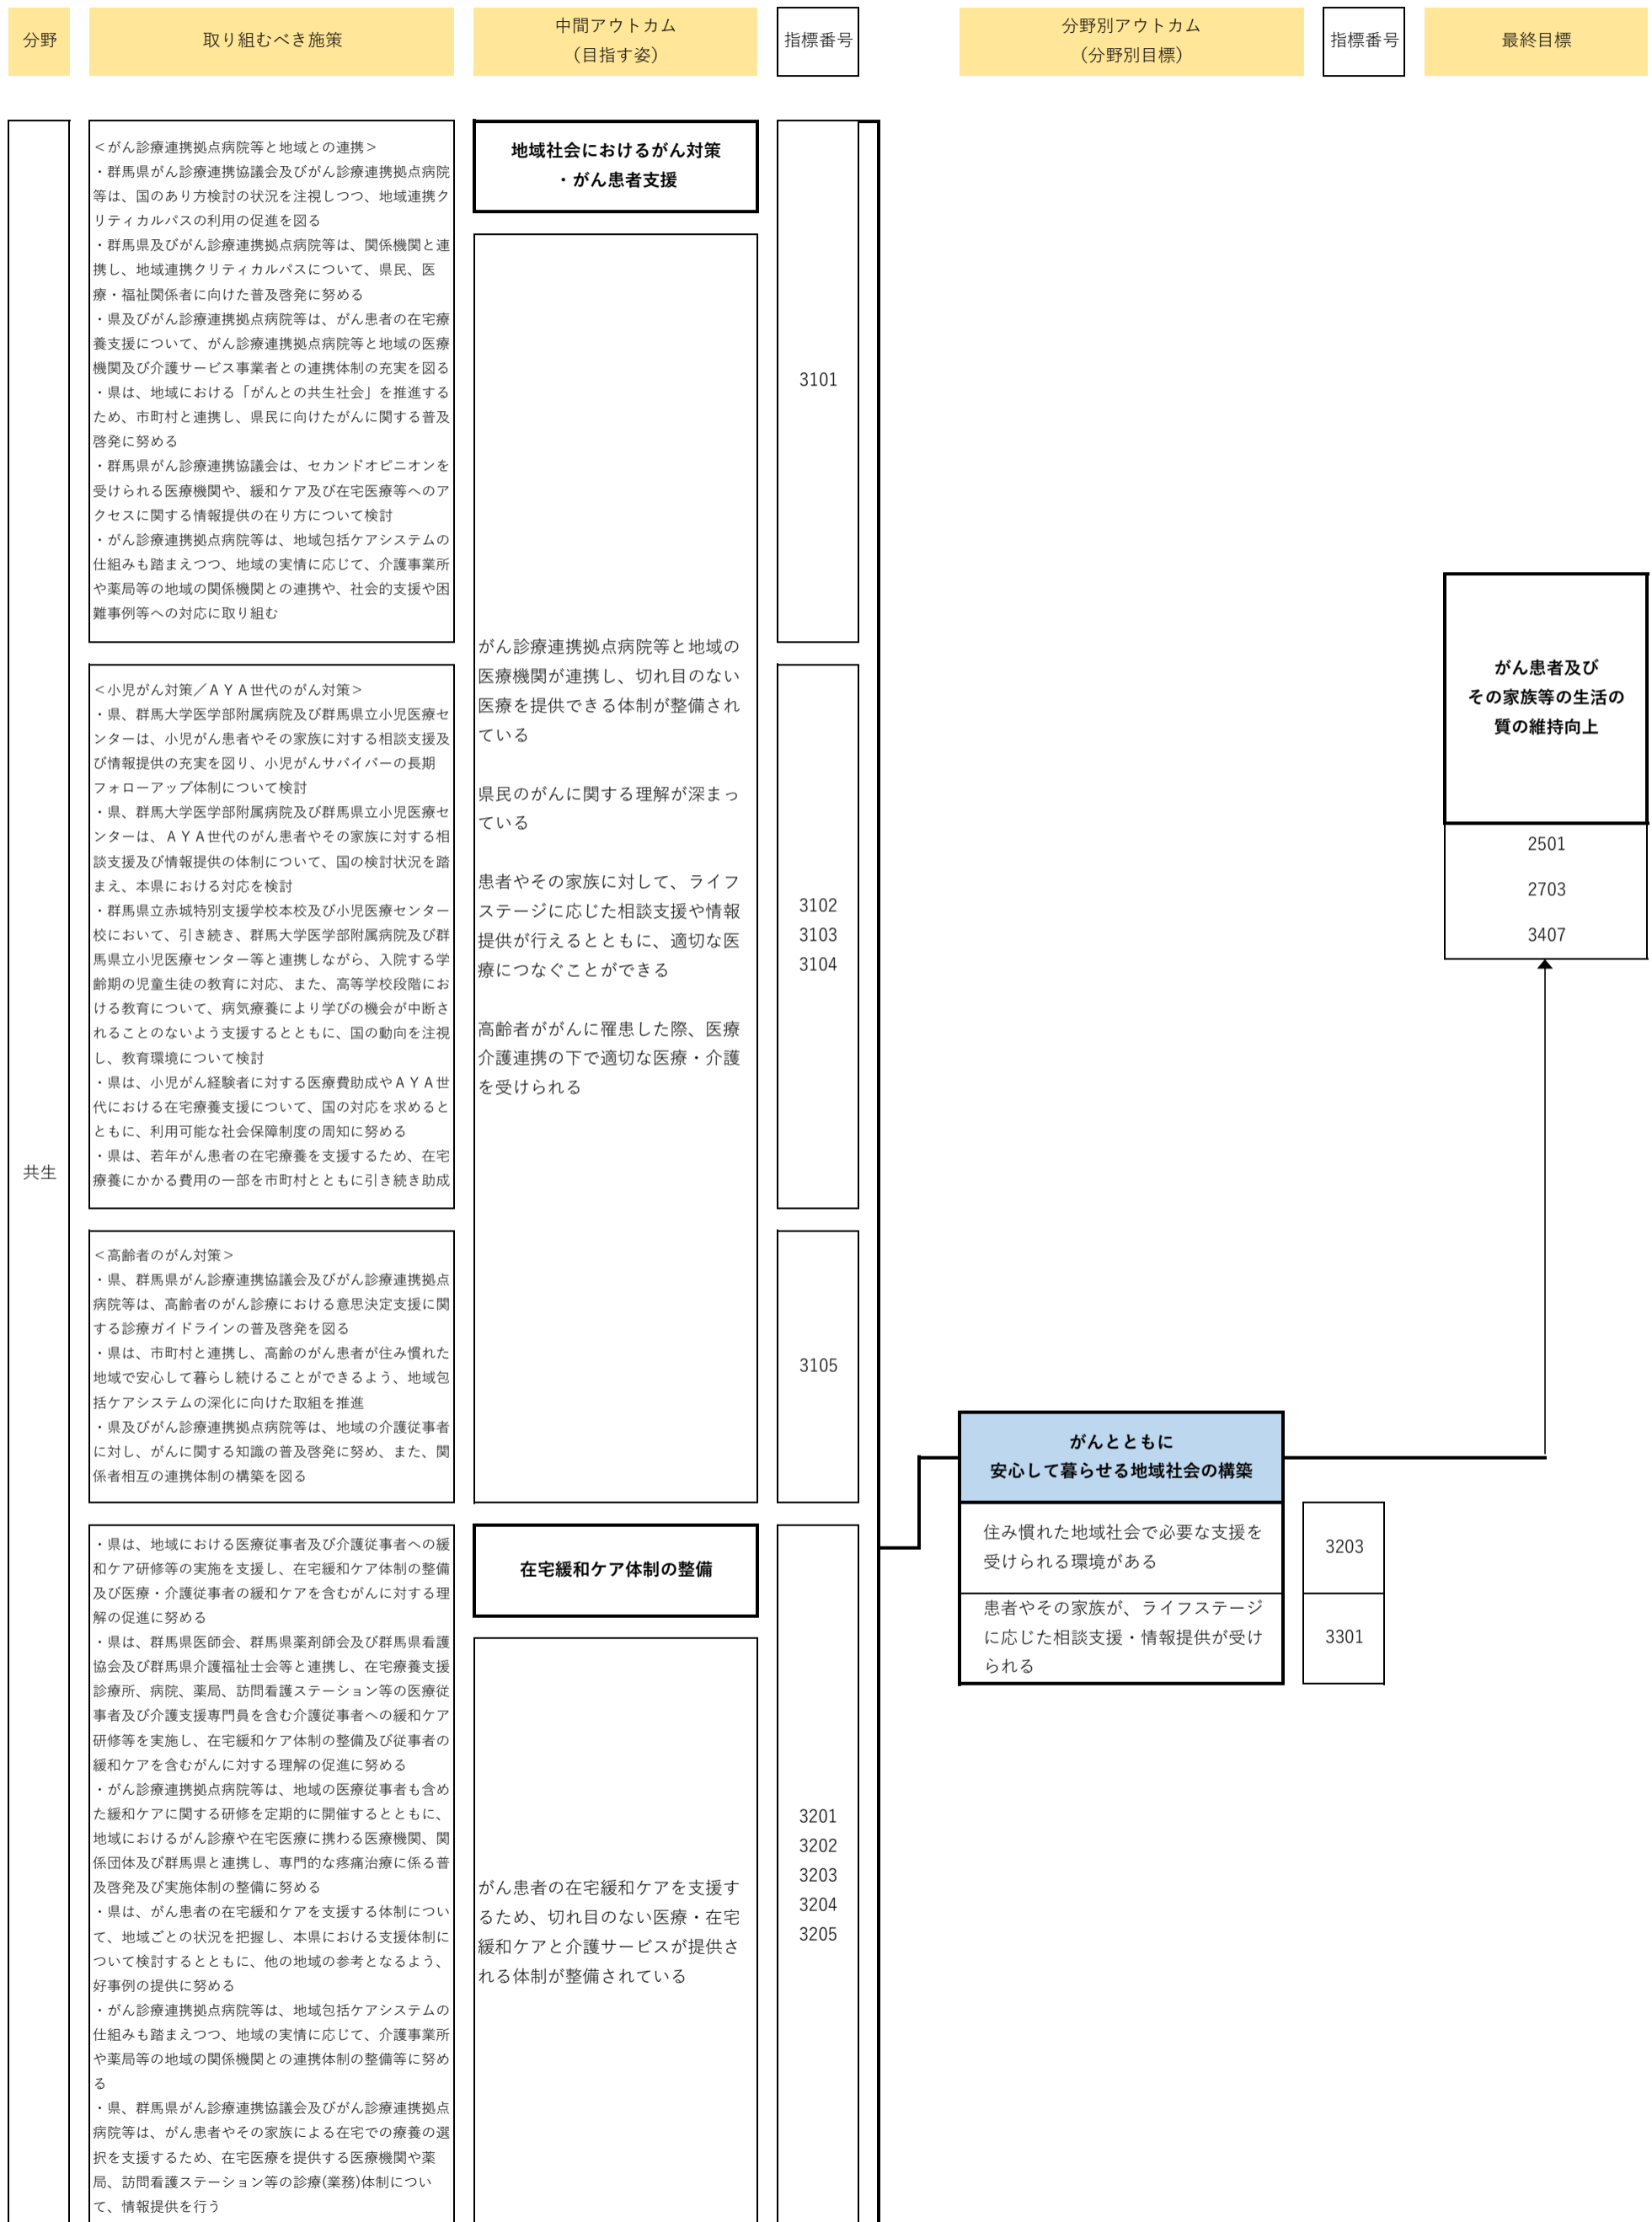 分野
取り組むべき施策
中間アウトカム
（目指す姿）
指標番号
分野別アウトカム
（分野別目標）
指標番号
最終目標
共生
＜がん診療連携拠点病院等と地域との連携＞
・群馬県がん診療連携協議会及びがん診療連携拠点病院
等は、国のあり方検討の状況を注視しつつ、地域連携ク
リティカルパスの利用の促進を図る
・群馬県及びがん診療連携拠点病院等は、関係機関と連
携し、地域連携クリティカルパスについて、県民、医
療・福祉関係者に向けた普及啓発に努める
・県及びがん診療連携拠点病院等は、がん患者の在宅療
養支援について、がん診療連携拠点病院等と地域の医療
機関及び介護サービス事業者との連携体制の充実を図る
・県は、地域における「がんとの共生社会」を推進する
ため、市町村と連携し、県民に向けたがんに関する普及
啓発に努める
・群馬県がん診療連携協議会は、セカンドオピニオンを
受けられる医療機関や、緩和ケア及び在宅医療等へのア
クセスに関する情報提供の在り方について検討
・がん診療連携拠点病院等は、地域包括ケアシステムの
仕組みも踏まえつつ、地域の実情に応じて、介護事業所
や薬局等の地域の関係機関との連携や、社会的支援や困
難事例等への対応に取り組む
＜小児がん対策／ＡＹＡ世代のがん対策＞
・県、群馬大学医学部附属病院及び群馬県立小児医療セ
ンターは、小児がん患者やその家族に対する相談支援及
び情報提供の充実を図り、小児がんサバイバーの長期
フォローアップ体制について検討
・県、群馬大学医学部附属病院及び群馬県立小児医療セ
ンターは、ＡＹＡ世代のがん患者やその家族に対する相
談支援及び情報提供の体制について、国の検討状況を踏
まえ、本県における対応を検討
・群馬県立赤城特別支援学校本校及び小児医療センター
校において、引き続き、群馬大学医学部附属病院及び群
馬県立小児医療センター等と連携しながら、入院する学
齢期の児童生徒の教育に対応、また、高等学校段階にお
ける教育について、病気療養により学びの機会が中断さ
れることのないよう支援するとともに、国の動向を注視
し、教育環境について検討
・県は、小児がん経験者に対する医療費助成やＡＹＡ世
代における在宅療養支援について、国の対応を求めると
ともに、利用可能な社会保障制度の周知に努める
・県は、若年がん患者の在宅療養を支援するため、在宅
療養にかかる費用の一部を市町村とともに引き続き助成
＜高齢者のがん対策＞
・県、群馬県がん診療連携協議会及びがん診療連携拠点
病院等は、高齢者のがん診療における意思決定支援に関
する診療ガイドラインの普及啓発を図る
・県は、市町村と連携し、高齢のがん患者が住み慣れた
地域で安心して暮らし続けることができるよう、地域包
括ケアシステムの深化に向けた取組を推進
・県及びがん診療連携拠点病院等は、地域の介護従事者
に対し、がんに関する知識の普及啓発に努め、また、関
係者相互の連携体制の構築を図る
・県は、地域における医療従事者及び介護従事者への緩
和ケア研修等の実施を支援し、在宅緩和ケア体制の整備
及び医療・介護従事者の緩和ケアを含むがんに対する理
解の促進に努める
・県は、群馬県医師会、群馬県薬剤師会及び群馬県看護
協会及び群馬県介護福祉士会等と連携し、在宅療養支援
診療所、病院、薬局、訪問看護ステーション等の医療従
事者及び介護支援専門員を含む介護従事者への緩和ケア
研修等を実施し、在宅緩和ケア体制の整備及び従事者の
緩和ケアを含むがんに対する理解の促進に努める
・がん診療連携拠点病院等は、地域の医療従事者も含め
た緩和ケアに関する研修を定期的に開催するとともに、
地域におけるがん診療や在宅医療に携わる医療機関、関
係団体及び群馬県と連携し、専門的な疼痛治療に係る普
及啓発及び実施体制の整備に努める
・県は、がん患者の在宅緩和ケアを支援する体制につい
て、地域ごとの状況を把握し、本県における支援体制に
ついて検討するとともに、他の地域の参考となるよう、
好事例の提供に努める
・がん診療連携拠点病院等は、地域包括ケアシステムの
仕組みも踏まえつつ、地域の実情に応じて、介護事業所
や薬局等の地域の関係機関との連携体制の整備等に努め
る
・県、群馬県がん診療連携協議会及びがん診療連携拠点
病院等は、がん患者やその家族による在宅での療養の選
択を支援するため、在宅医療を提供する医療機関や薬
局、訪問看護ステーション等の診療(業務)体制につい
て、情報提供を行う
地域社会におけるがん対策
・がん患者支援
がん診療連携拠点病院等と地域の
医療機関が連携し、切れ目のない
医療を提供できる体制が整備され
ている
県民のがんに関する理解が深まっ
ている
患者やその家族に対して、ライフ
ステージに応じた相談支援や情報
提供が行えるとともに、適切な医
療につなぐことができる
高齢者ががんに罹患した際、医療
介護連携の下で適切な医療・介護
を受けられる
在宅緩和ケア体制の整備
がん患者の在宅緩和ケアを支援す
るため、切れ目のない医療・在宅
緩和ケアと介護サービスが提供さ
れる体制が整備されている
3101
3102
3103
3104
3105
3201
3202
3203
3204
3205
がんとともに
安心して暮らせる地域社会の構築
住み慣れた地域社会で必要な支援を
受けられる環境がある
3203
患者やその家族が、ライフステージ
に応じた相談支援・情報提供が受け
られる
3301
がん患者及び
その家族等の生活の
質の維持向上
2501
2703
3407